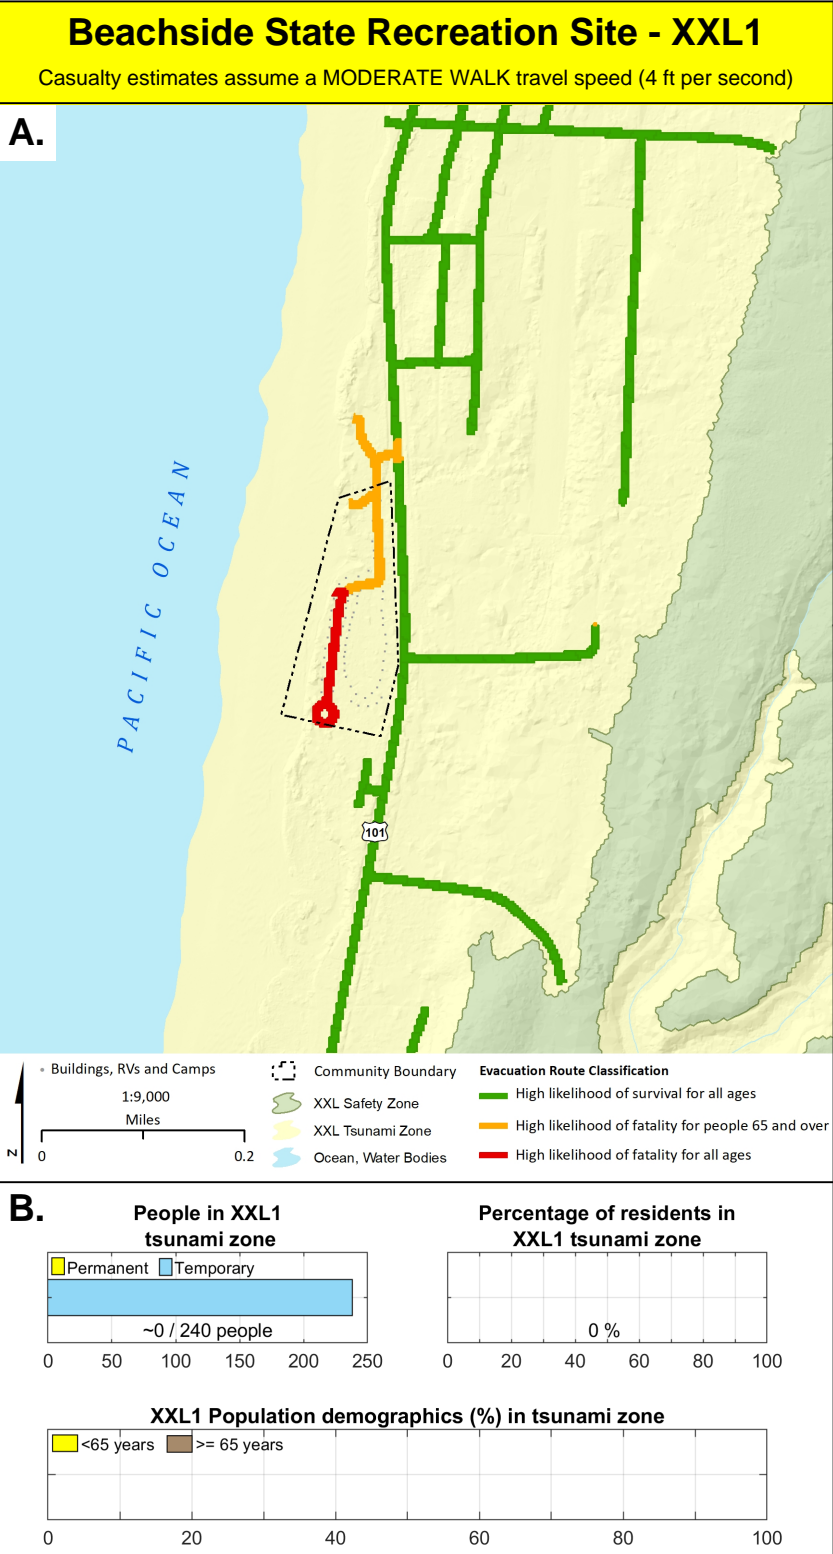 Beachside State Recreation Site - XXL1
Casualty estimates assume a MODERATE WALK travel speed (4 ft per second)
A.
PACIFIC OCEAN
101
Buildings, RVs and Camps
1:9,000
Miles
0 0.2
N
Community Boundary
XXL Safety Zone
XXL Tsunami Zone
Ocean, Water Bodies
Evacuation Route Classification
High likelihood of survival for all ages
High likelihood of fatality for people 65 and over
High likelihood of fatality for all ages
B.
People in XXL1
tsunami zone
Permanent Temporary
~0 / 240 people
0 50 100 150 200 250
Percentage of residents in
XXL1 tsunami zone
0 %
0 20 40 60 80 100
XXL1 Population demographics (%) in tsunami zone
<65 years >= 65 years
0 20 40 60 80 100